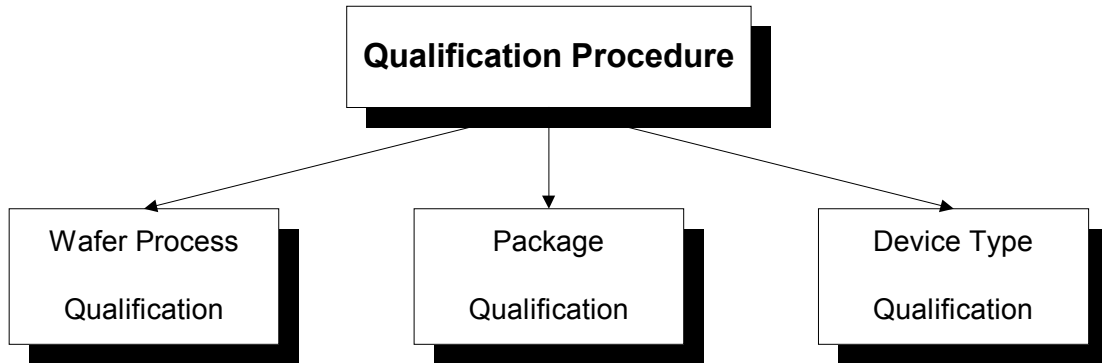 Qualification Procedure
Wafer Process
Qualification
Package
Qualification
Device Type
Qualification